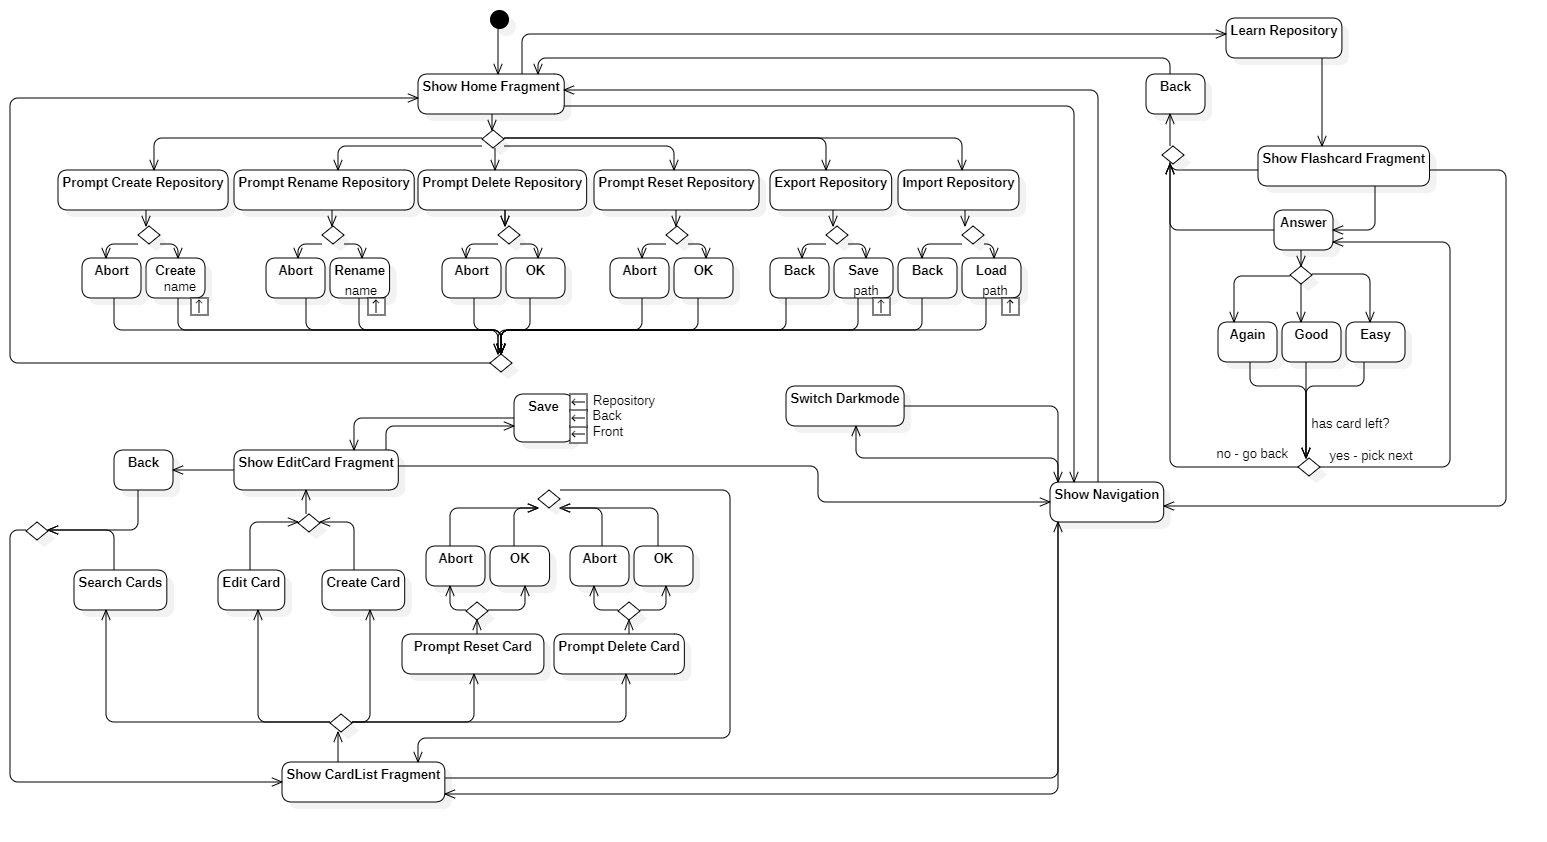 Learn Repository
Show Home Fragment
Back
Show Flashcard Fragment
Prompt Create Repository
Prompt Rename Repository
Prompt Delete Repository
Prompt Reset Repository
Export Repository
Import Repository
Answer
Abort
Create
name
Abort
Rename
name
Abort
OK
Abort
OK
Back
Save
path
Back
Load
path
Again
Good
Easy
Switch Darkmode
Save
Repository
Back
Front
has card left?
no - go back
yes - pick next
Back
Show EditCard Fragment
Show Navigation
Abort
OK
Abort
OK
Search Cards
Edit Card
Create Card
Prompt Reset Card
Prompt Delete Card
Show CardList Fragment